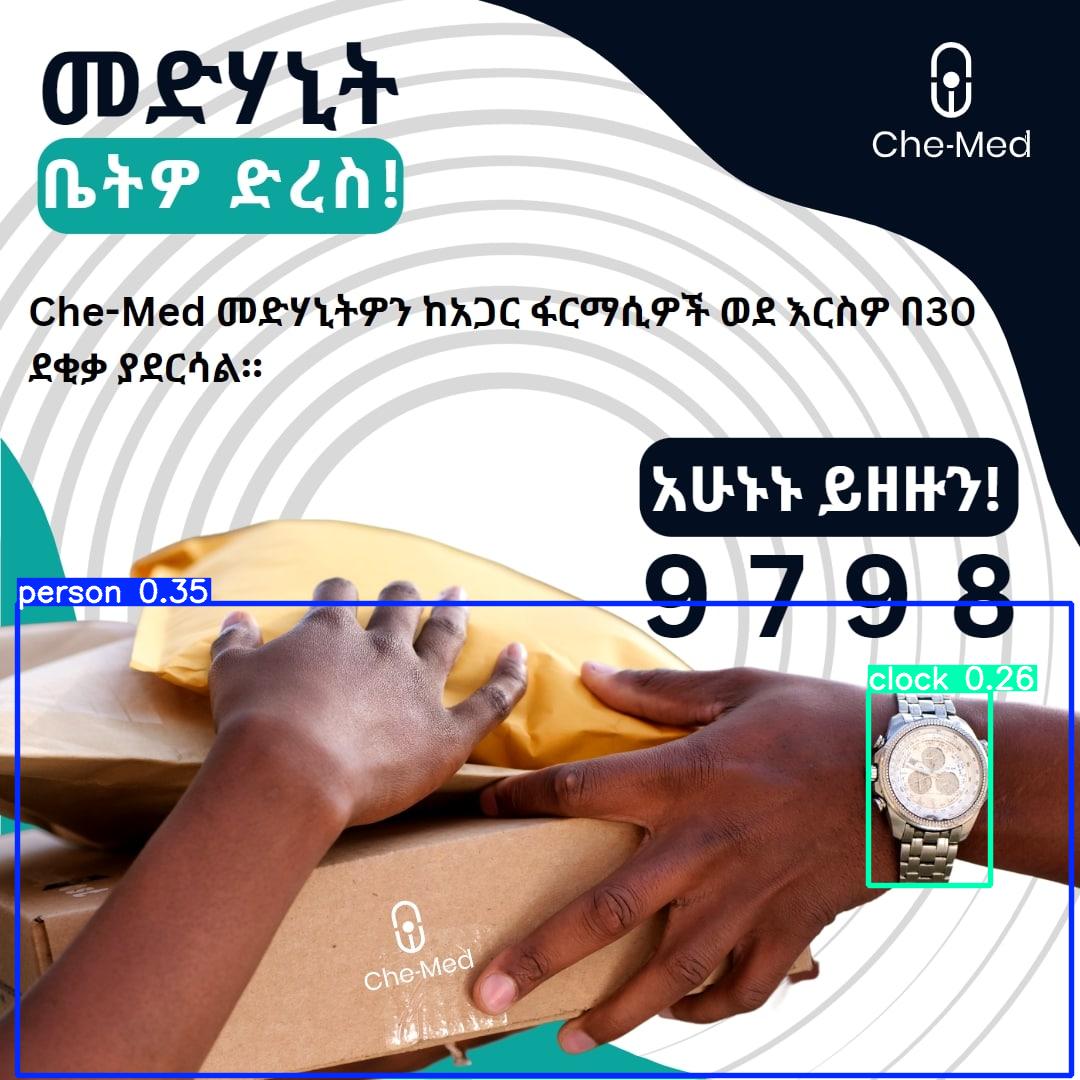 መድሃኒት
ቤትዎ ድረስ!
Che-Med
Che-Med መድሃኒትዎን ከአጋር ፋርማሲዎች ወደ እርስዎ በ30
ደቂቃ ያደርሳል።
አሁኑኑ ይዘዙን!
9798
person 0.35
clock 0.26
Che-Med